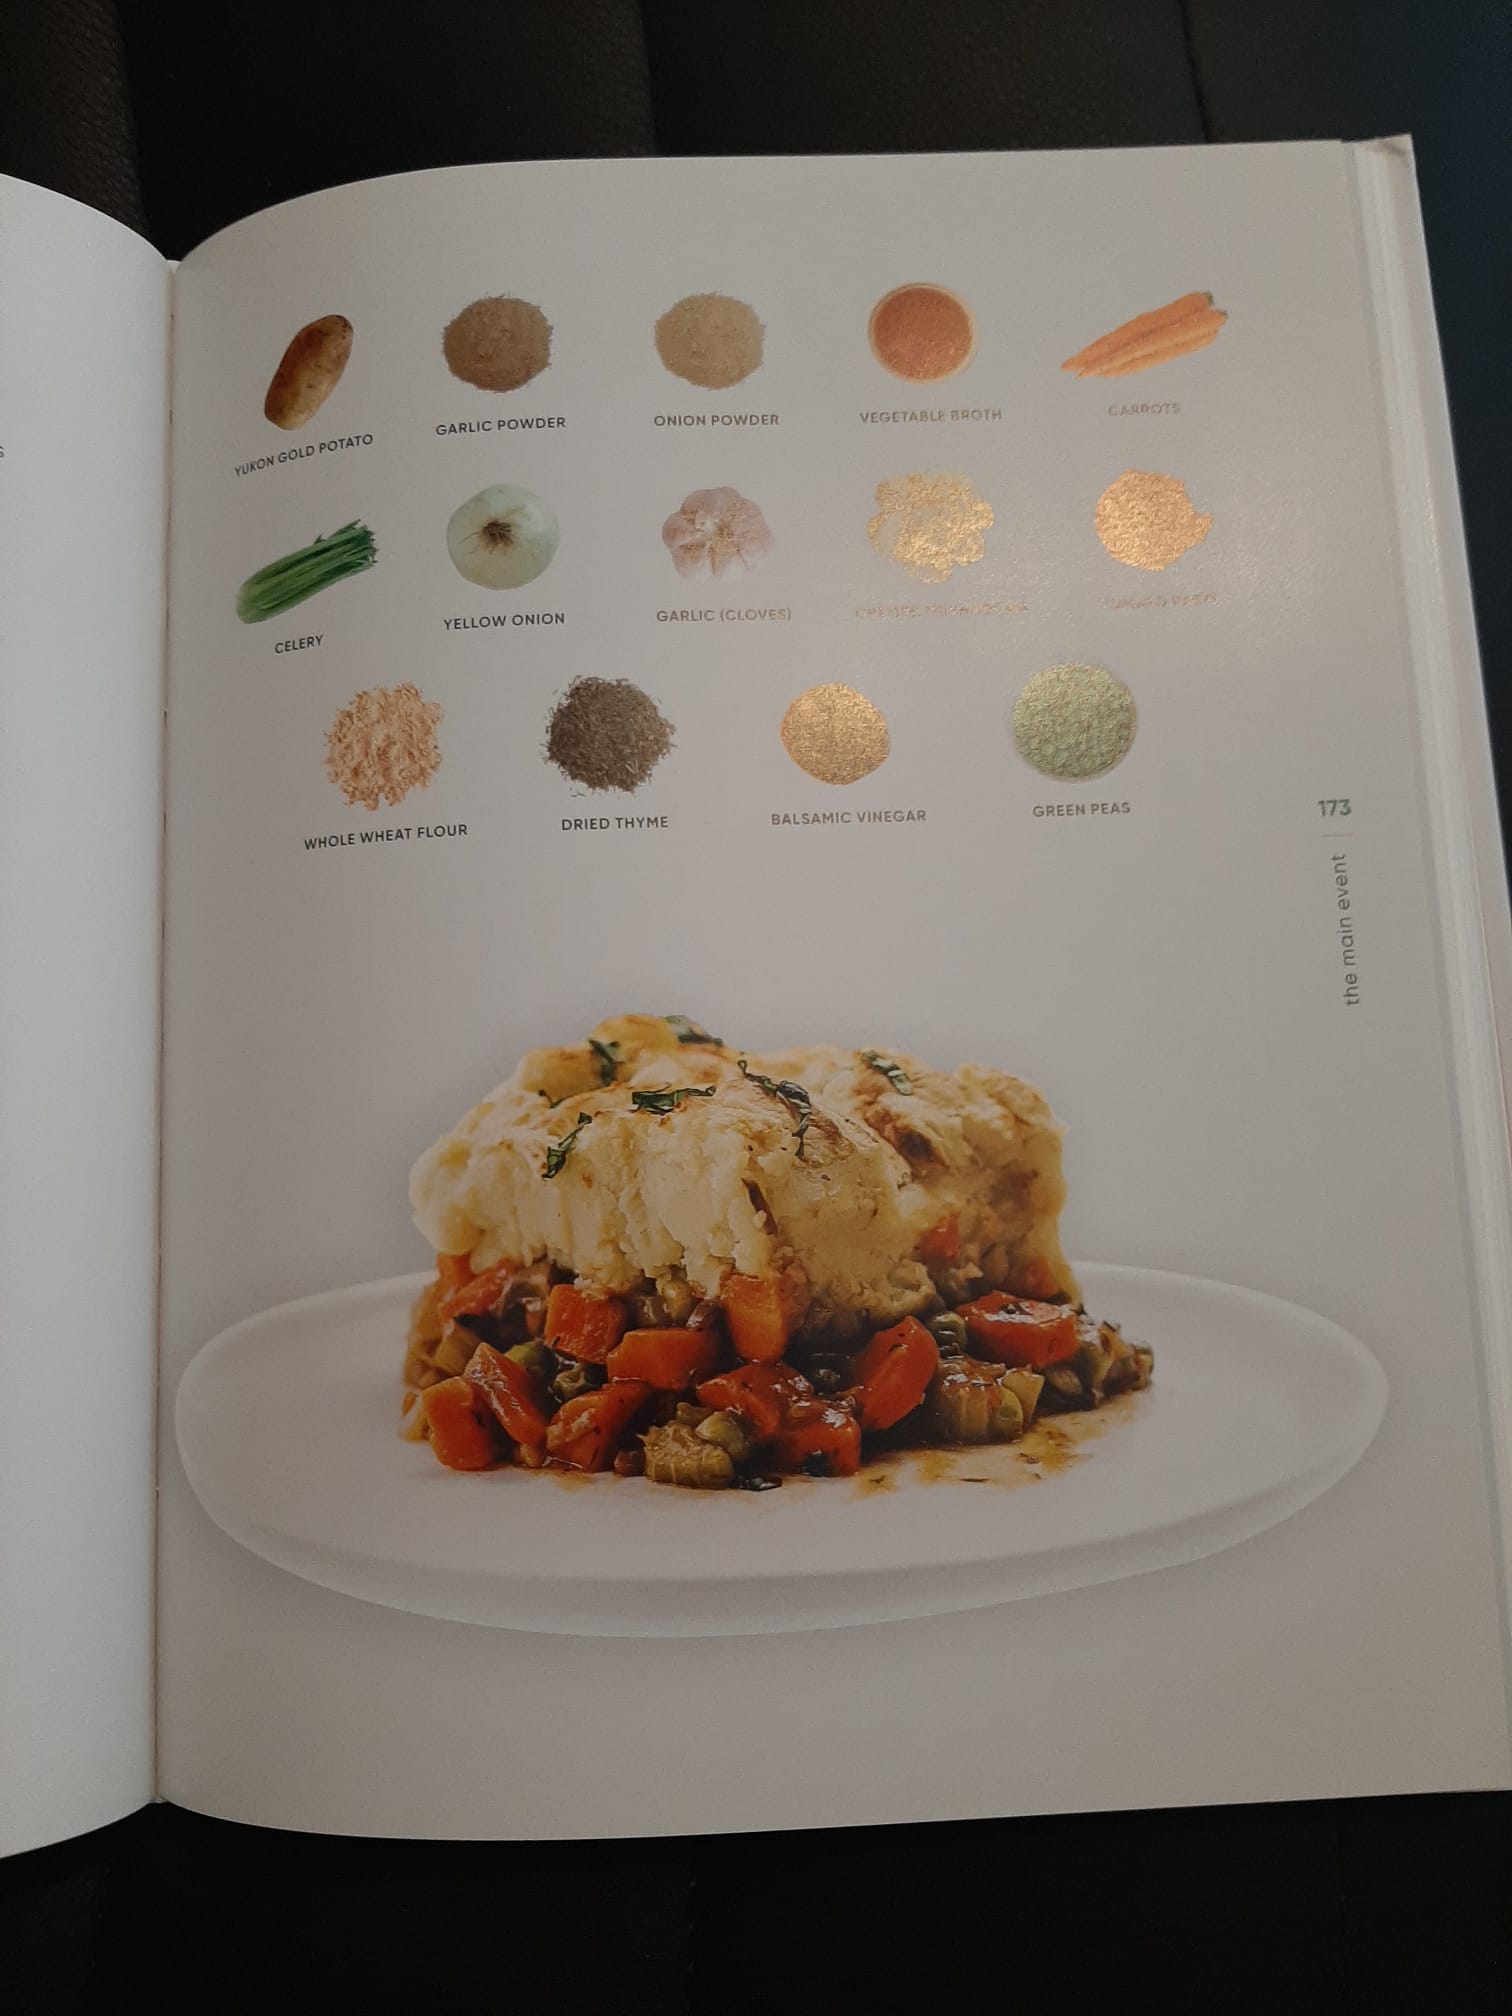 S
YUKON GOLD POTATO
GARLIC POWDER
ONION POWDER
VEGETABLE BROTH
CARROTS
CELERY
YELLOW ONION
GARLIC (CLOVES)
WHOLE WHEAT FLOUR
DRIED THYME
BALSAMIC VINEGAR
GREEN PEAS
173
the main event